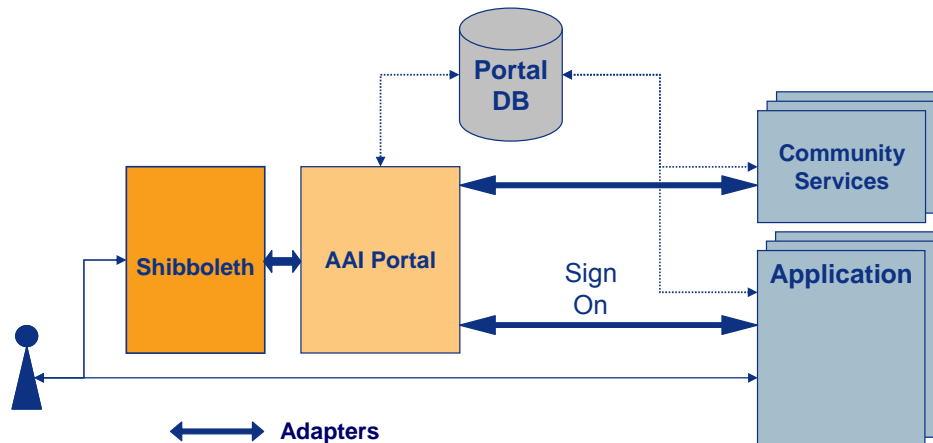 Portal
DB
Community
Services
Shibboleth
AAI Portal
Sign
On
Application
Adapters